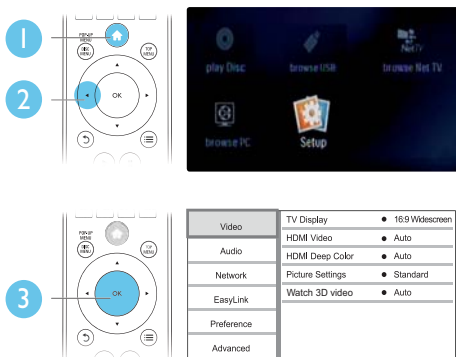 1
POP-UP MENU
DISC MENU
TOP MENU
2
OK
play Disc
browse USB
Net TV
browse Net TV
browse PC
Setup
3
POP-UP MENU
DISC MENU
TOP MENU
OK
Video
Audio
Network
EasyLink
Preference
Advanced
TV Display ● 16:9 Widescreen
HDMI Video ● Auto
HDMI Deep Color ● Auto
Picture Settings ● Standard
Watch 3D video ● Auto